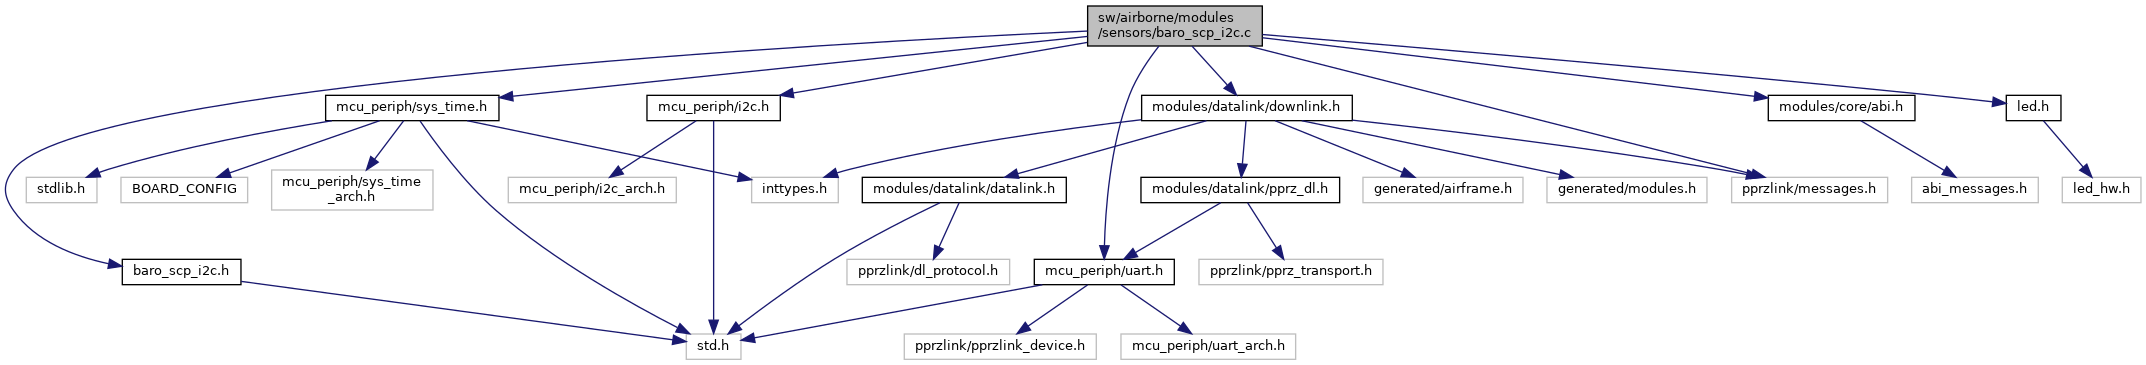 sw/airborne/modules
/sensors/baro_scp_i2c.c
mcu_periph/sys_time.h
mcu_periph/i2c.h
modules/datalink/downlink.h
modules/core/abi.h
led.h
stdlib.h
BOARD_CONFIG
mcu_periph/sys_time
_arch.h
mcu_periph/i2c_arch.h
inttypes.h
modules/datalink/datalink.h
modules/datalink/pprz_dl.h
generated/airframe.h
generated/modules.h
pprzlink/messages.h
abi_messages.h
led_hw.h
baro_scp_i2c.h
pprzlink/dl_protocol.h
mcu_periph/uart.h
pprzlink/pprz_transport.h
std.h
pprzlink/pprzlink_device.h
mcu_periph/uart_arch.h